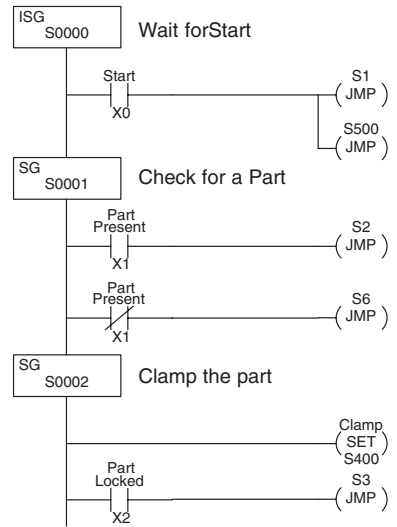 ISG
S0000
Wait forStart
Start
X0
S1
JMP
S500
JMP
SG
S0001
Check for a Part
Part
Present
X1
S2
JMP
Part
Present
X1
S6
JMP
SG
S0002
Clamp the part
Clamp
SET
S400
Part
Locked
X2
S3
JMP